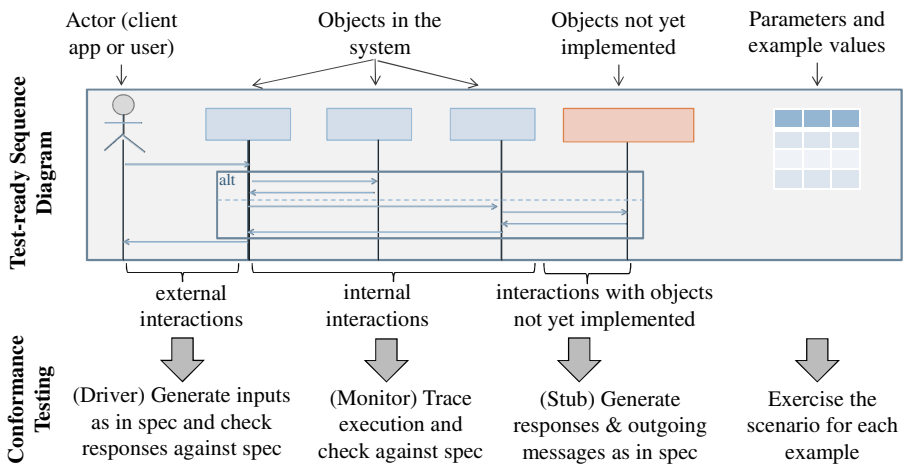 Actor (client
app or user)
Objects in the
system
Objects not yet
implemented
Parameters and
example values
Test-ready Sequence
Diagram
alt
external
interactions
internal
interactions
interactions with objects
not yet implemented
Conformance
Testing
(Driver) Generate inputs
as in spec and check
responses against spec
(Monitor) Trace
execution and
check against spec
(Stub) Generate
responses & outgoing
messages as in spec
Exercise the
scenario for each
example